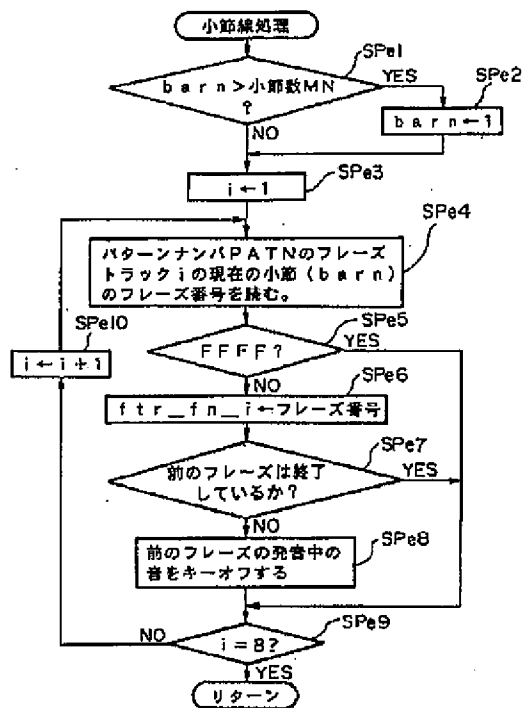 小節線処理
SPe1
barn>小節数MN
?
YES
SPe2
barn←1
NO
SPe3
i←1
SPe4
パターンナンバPATNのフレーズ
トラックiの現在の小節(barn)
のフレーズ番号を読む。
SPe10
i←i+1
SPe5
FFFF?
YES
NO
SPe6
ftr_fn_i←フレーズ番号
SPe7
前のフレーズは終了
しているか?
YES
NO
SPe8
前のフレーズの発音中の
音をキーオフする
SPe9
NO
i=8?
YES
リターン